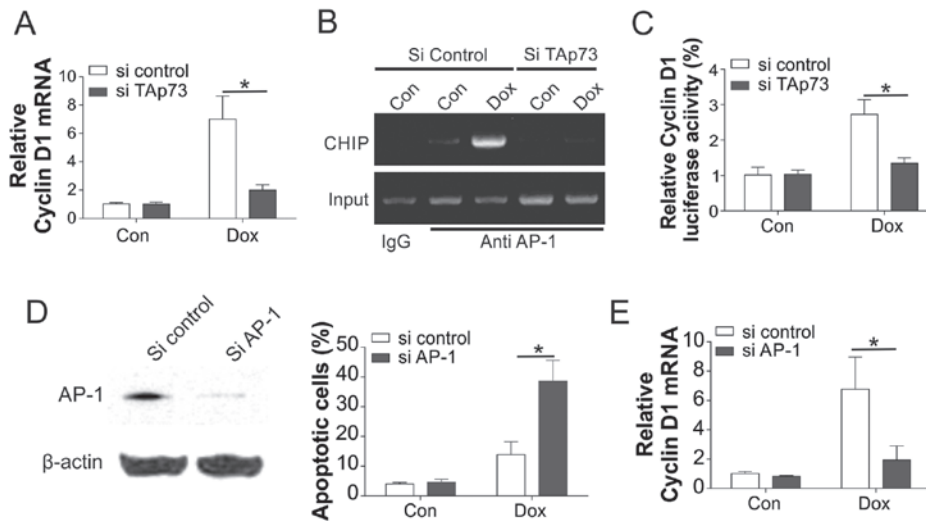 A
Relative
Cyclin D1 mRNA
si control
si TAp73
*
8
6
4
2
0
Con
Dox
B
Si Control
Si TAp73
Con
Con
Dox
Con
Dox
CHIP
Input
IgG
Anti AP-1
C
Relative Cyclin D1
luciferase aciivity (%)
si control
si TAp73
*
4
3
2
1
0
Con
Dox
D
Si control
Si AP-1
AP-1
β-actin
Apoptotic cells (%)
si control
si AP-1
*
50
40
30
20
10
0
Con
Dox
E
Relative
Cyclin D1 mRNA
si control
si AP-1
*
10
8
6
4
2
0
Con
Dox